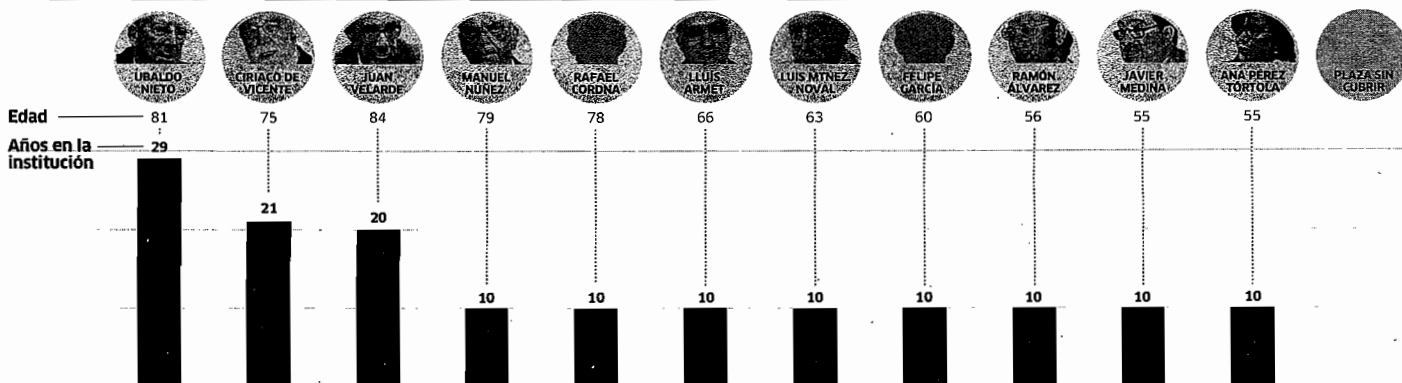 UBALDO
NIETO
CIRIACO DE
VICENTE
JUAN
VELARDE
MANUEL
NÚÑEZ
RAFAEL
CORDNA
LLUIS
ARMET
LUIS MTNEZ
NOVAL
FELIPE
GARCÍA
RAMÓN
ÁLVAREZ
JAVIER
MEDINA
ANA PÉREZ
TÓRTOLA
PLAZA SIN
CUBRIR
Edad 81 75 84 79 78 66 63 60 56 55 55
Años en la
institución
29 21 20 10 10 10 10 10 10 10 10